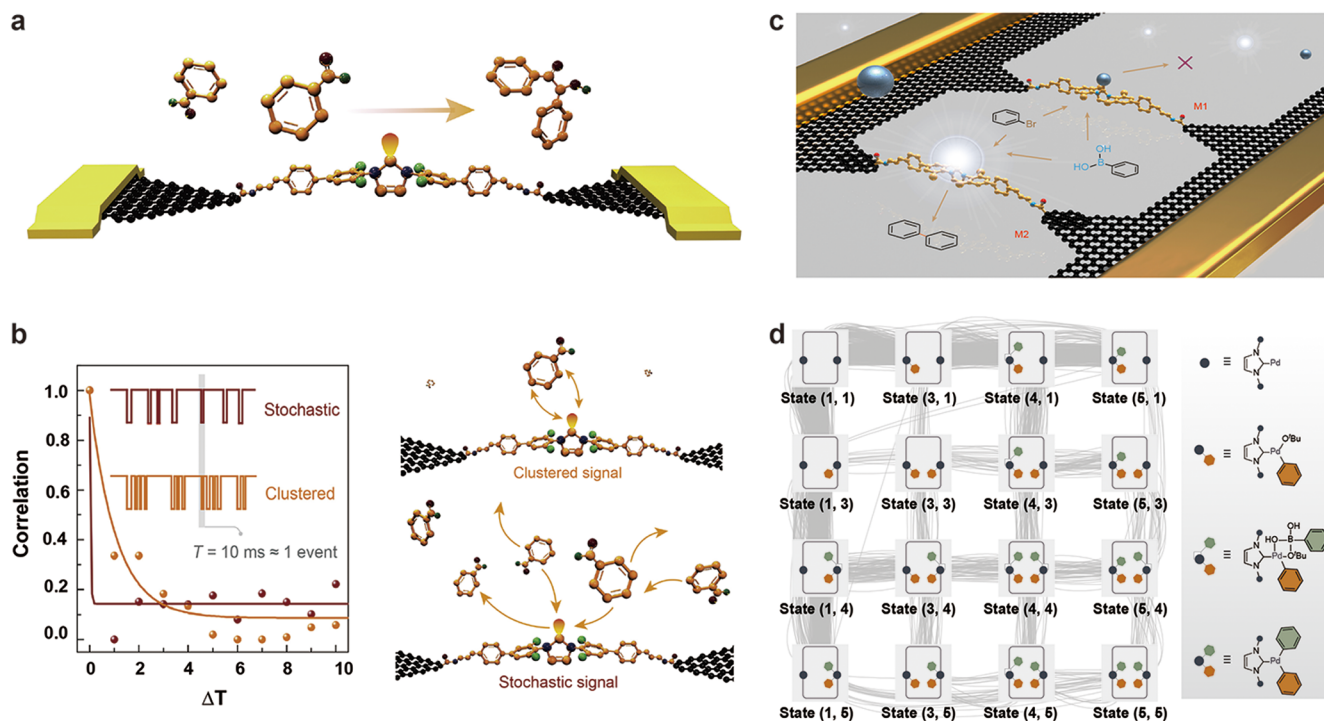 a
b
Correlation
1.0
0.8
0.6
0.4
0.2
0.0
Stochastic
Clustered
T = 10 ms ≈ 1 event
0
2
4
6
8
10
ΔT
Clustered signal
Stochastic signal
c
M1
Br
OH
HO
B
M2
d
State (1, 1)
State (3, 1)
State (4, 1)
State (5, 1)
State (1, 3)
State (3, 3)
State (4, 3)
State (5, 3)
State (1, 4)
State (3, 4)
State (4, 4)
State (5, 4)
State (1, 5)
State (3, 5)
State (4, 5)
State (5, 5)
≡
N
Pd
N
≡
N
OᵗBu
Pd
N
≡
OH
N
HO
B
Pd
OᵗBu
N
≡
N
Pd
N